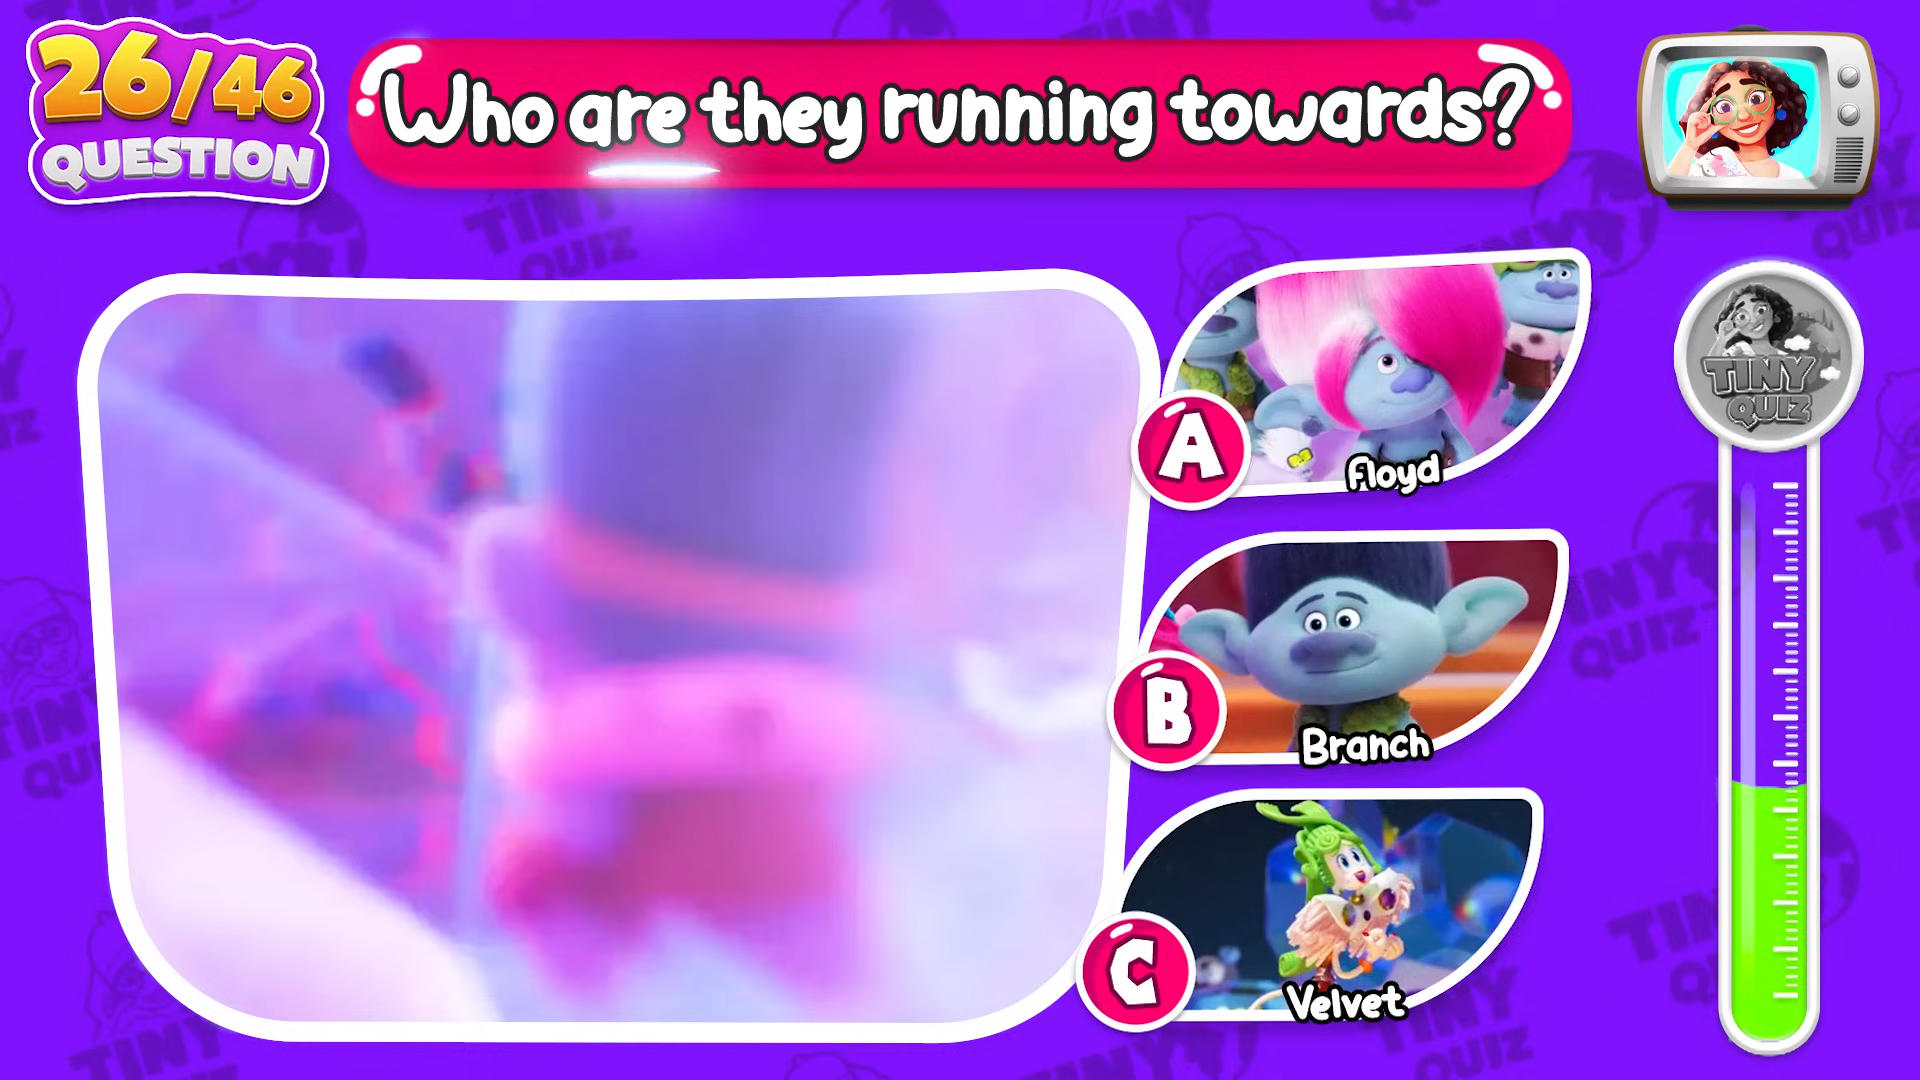 26/46
QUESTION
Who are they running towards?
A
Floyd
B
Branch
C
Velvet
TINY
QUIZ